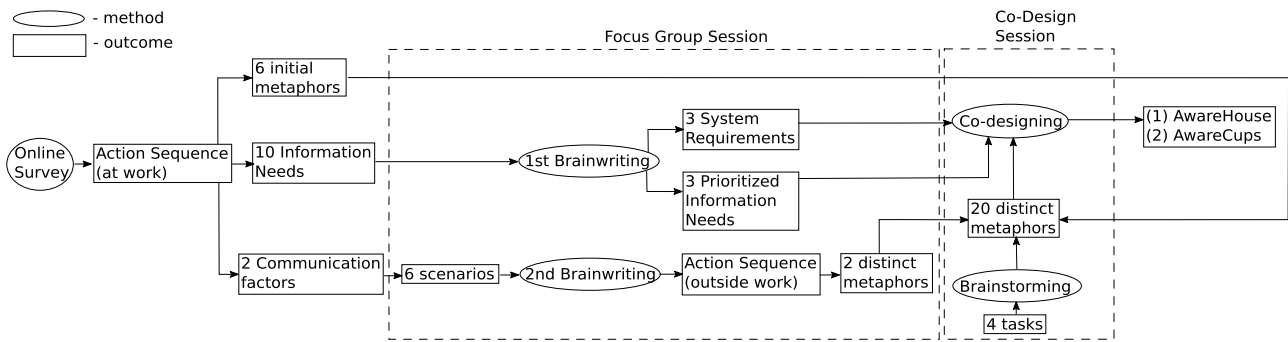 - method
- outcome
Focus Group Session
Co-Design
Session
6 initial
metaphors
3 System
Requirements
Co-designing
(1) AwareHouse
(2) AwareCups
Online
Survey
Action Sequence
(at work)
10 Information
Needs
1st Brainwriting
3 Prioritized
Information
Needs
20 distinct
metaphors
2 Communication
factors
6 scenarios
2nd Brainwriting
Action Sequence
(outside work)
2 distinct
metaphors
Brainstorming
4 tasks